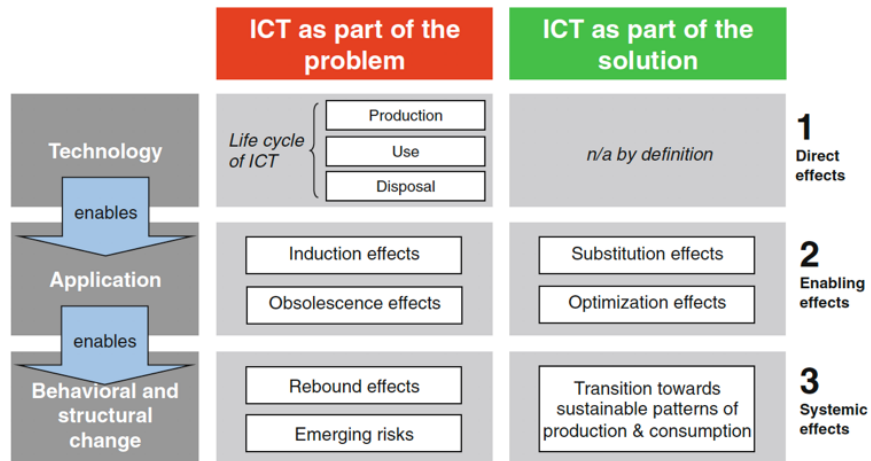 ICT as part of the
problem
ICT as part of the
solution
Technology
Life cycle
of ICT
Production
Use
Disposal
n/a by definition
1
Direct
effects
enables
Application
Induction effects
Obsolescence effects
Substitution effects
Optimization effects
2
Enabling
effects
enables
Behavioral and
structural
change
Rebound effects
Emerging risks
Transition towards
sustainable patterns of
production & consumption
3
Systemic
effects